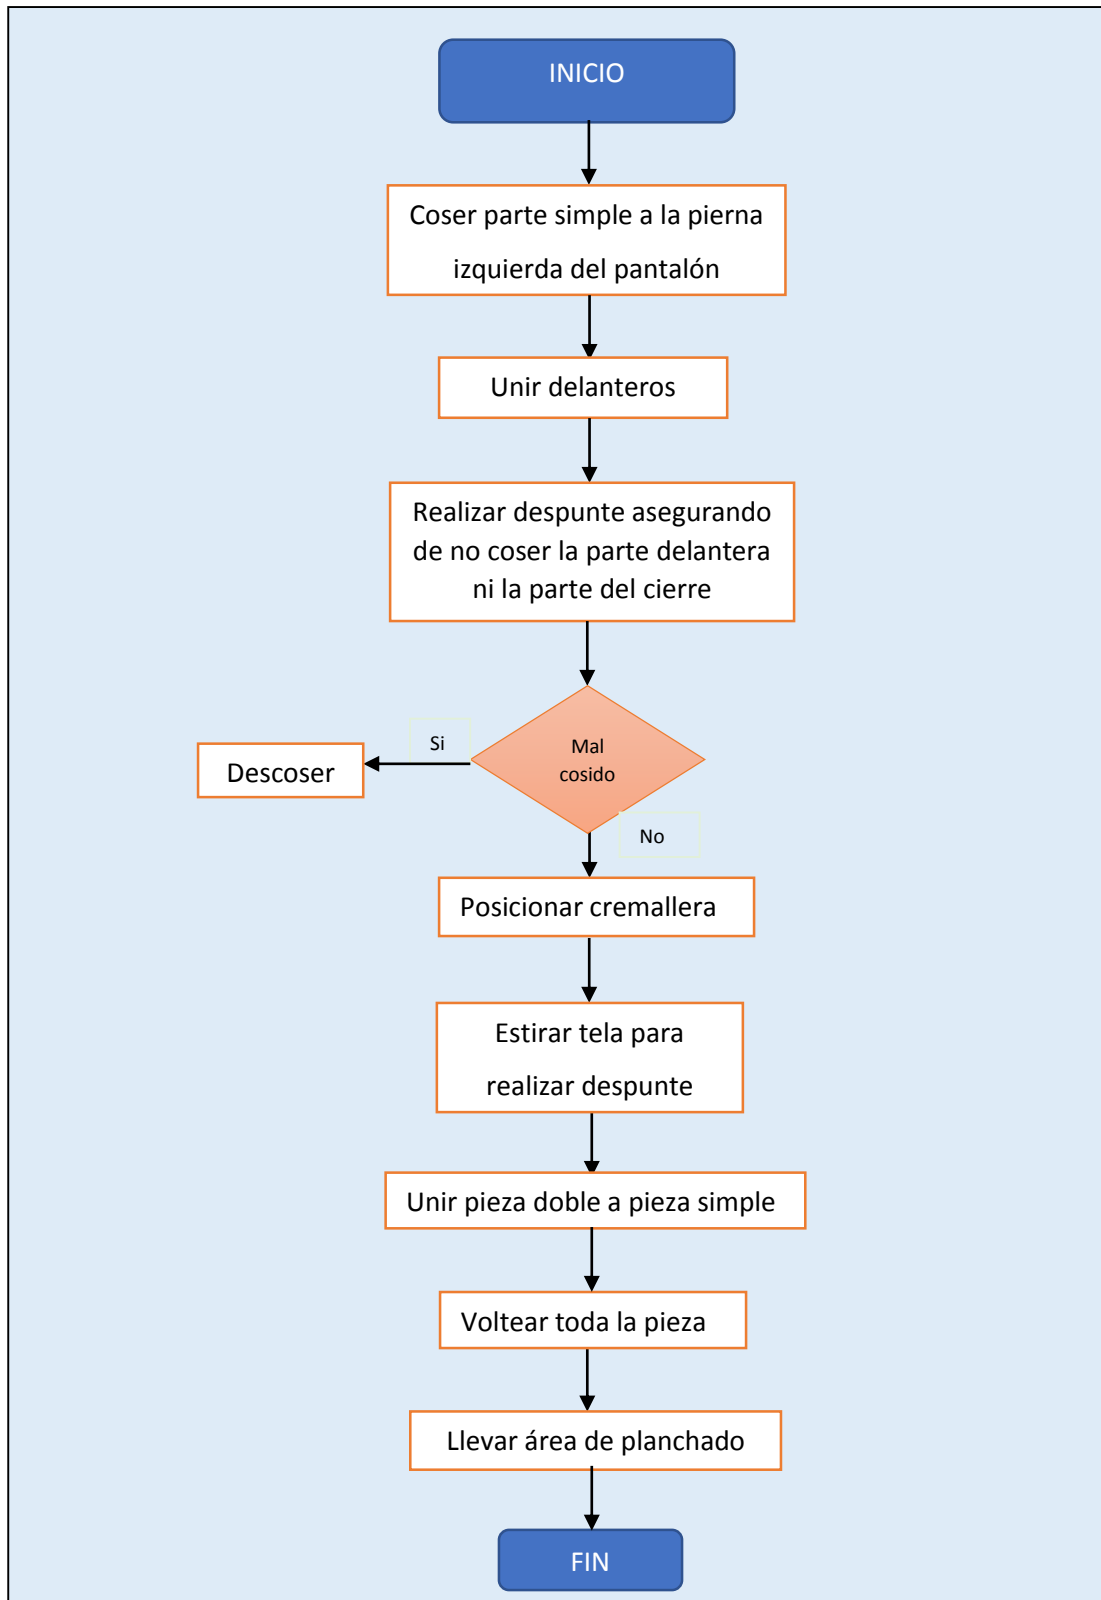 INICIO
Coser parte simple a la pierna
izquierda del pantalón
Unir delanteros
Realizar despunte asegurando
de no coser la parte delantera
ni la parte del cierre
Si
Mal
cosido
Descoser
No
Posicionar cremallera
Estirar tela para
realizar despunte
Unir pieza doble a pieza simple
Voltear toda la pieza
Llevar área de planchado
FIN